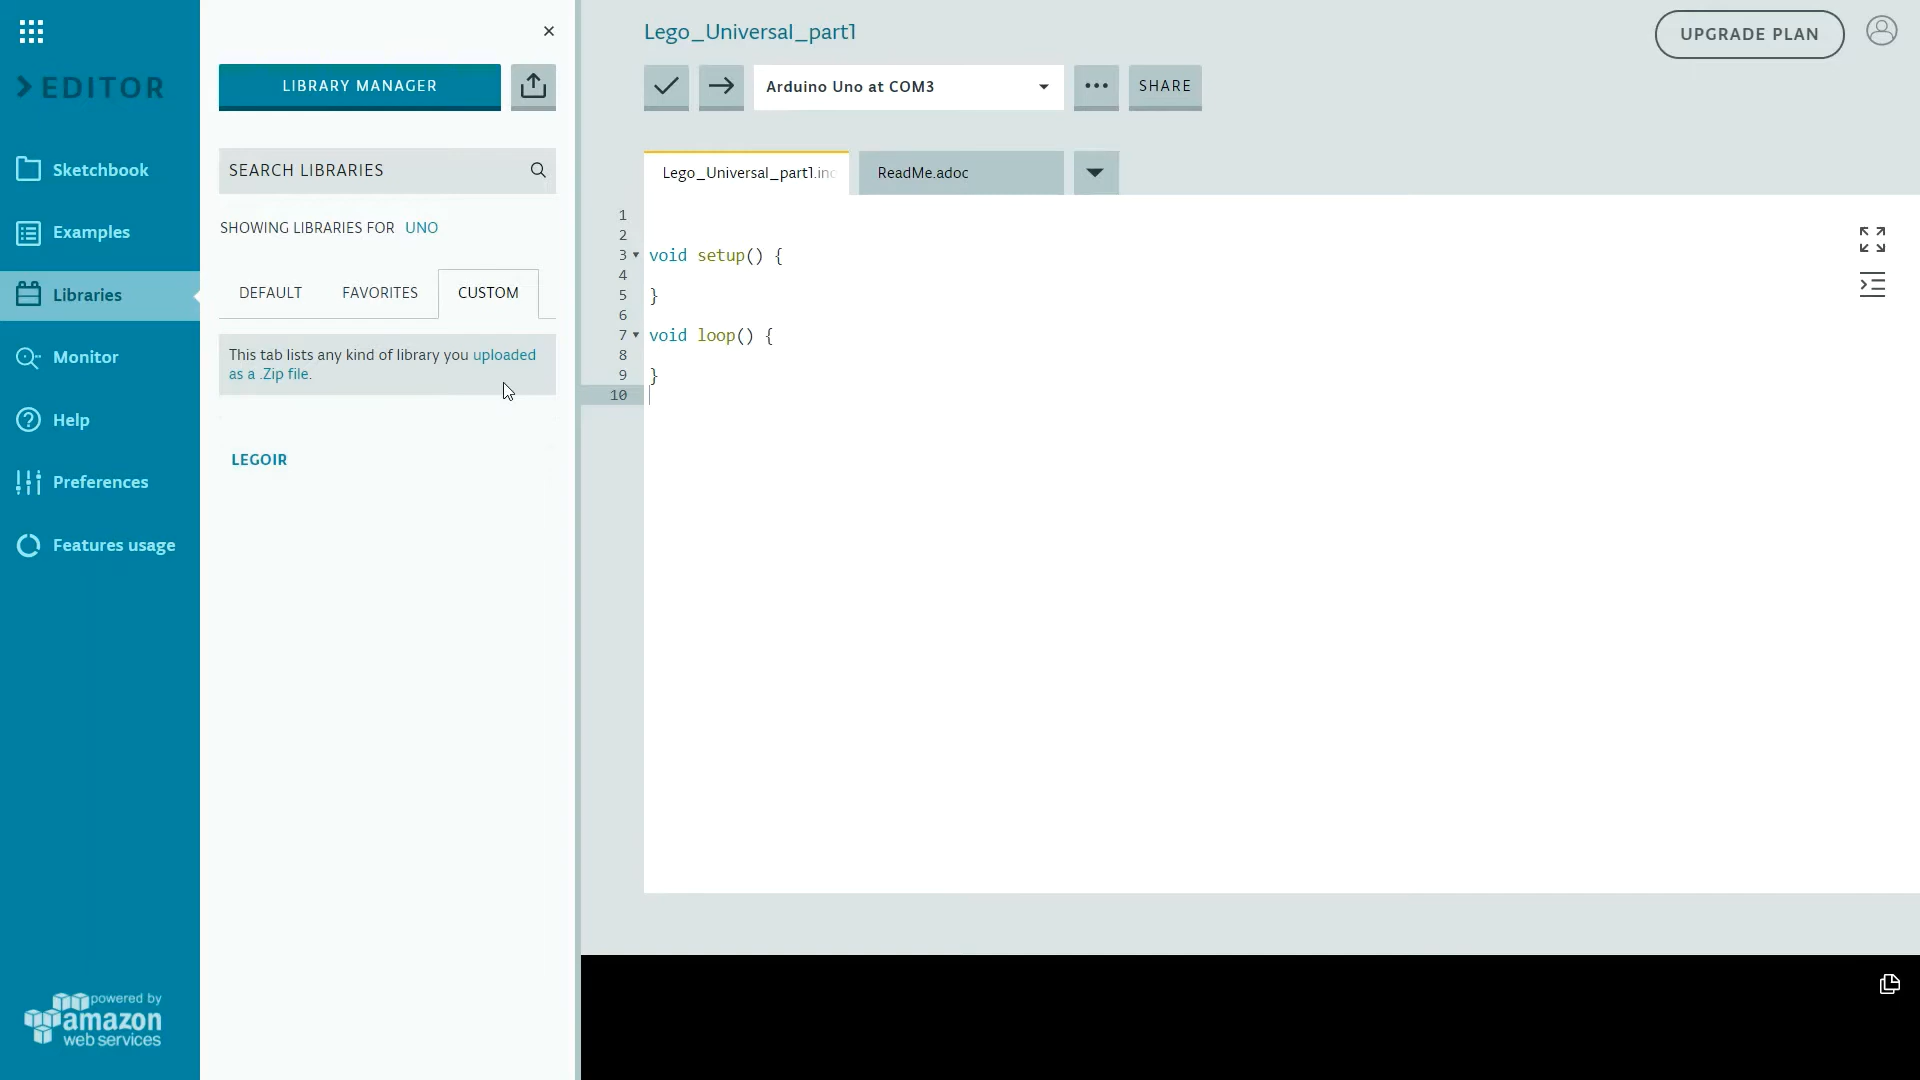 EDITOR
Sketchbook
Examples
Libraries
Monitor
Help
Preferences
Features usage
powered by
amazon
web services
×
LIBRARY MANAGER
SEARCH LIBRARIES
SHOWING LIBRARIES FOR UNO
DEFAULT FAVORITES CUSTOM
This tab lists any kind of library you uploaded
as a .Zip file.
LEGOIR
Lego_Universal_part1
UPGRADE PLAN
Arduino Uno at COM3
SHARE
Lego_Universal_part1.ino ReadMe.adoc
1
2
3 void setup() {
4
5 }
6
7 void loop() {
8
9 }
10